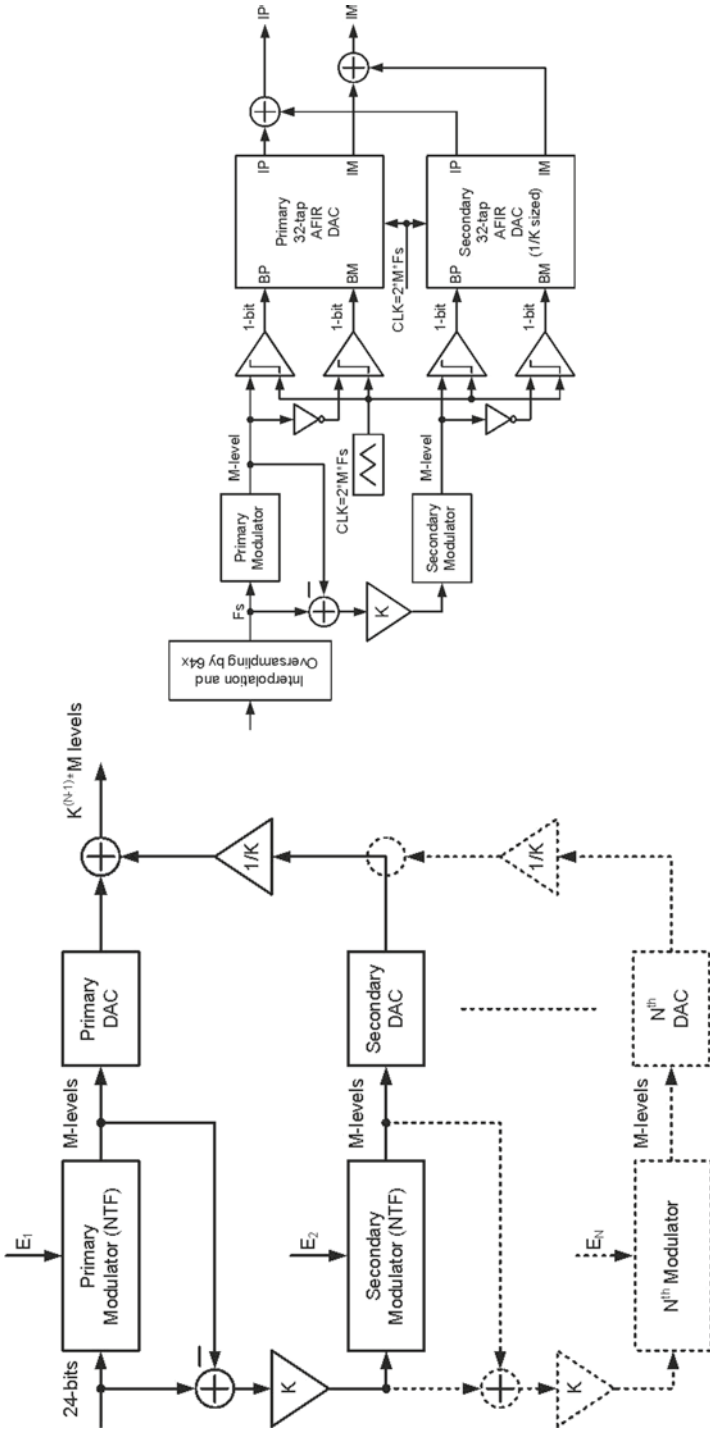 24-bits
E1
Primary
Modulator (NTF)
M-levels
Primary
DAC
K(N-1)*M levels
K
E2
Secondary
Modulator (NTF)
M-levels
Secondary
DAC
1/K
K
EN
Nth Modulator
M-levels
Nth
DAC
1/K
Interpolation and
Oversampling by 64x
Fs
Primary
Modulator
M-level
K
Secondary
Modulator
M-level
CLK=2*M*Fs
1-bit
1-bit
BP
BM
Primary
32-tap
AFIR
DAC
IP
IM
CLK=2*M*Fs
1-bit
1-bit
BP
BM
Secondary
32-tap
AFIR
DAC
(1/K sized)
IP
IM
IP
IM